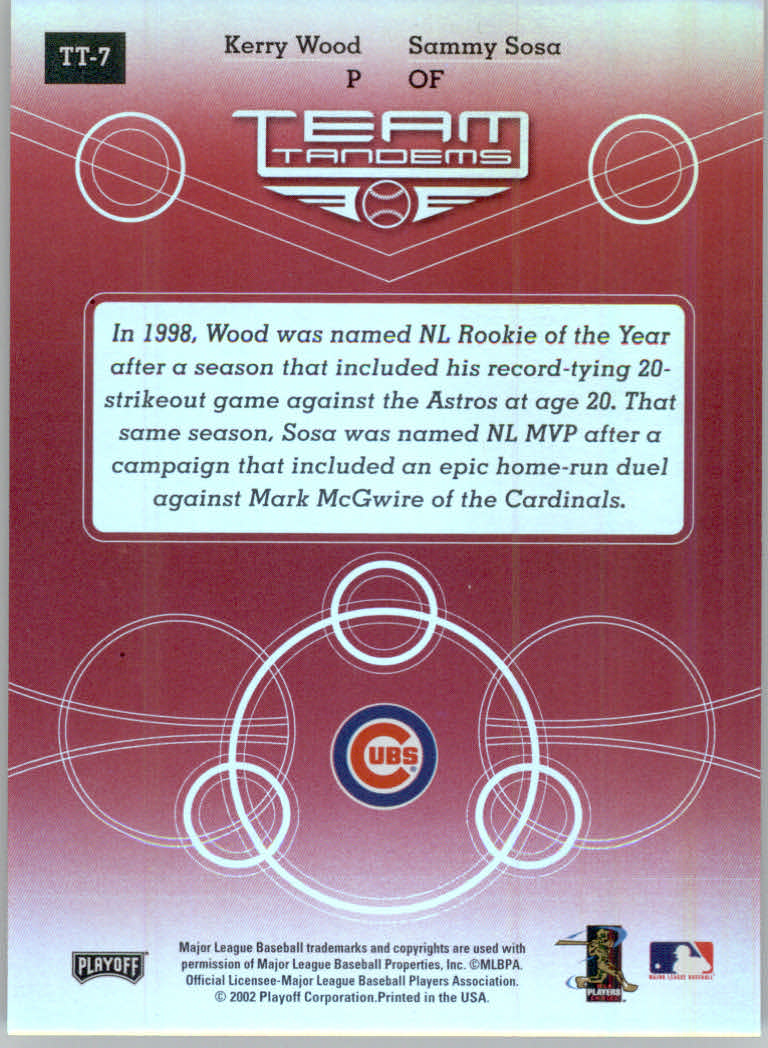 TT-7
Kerry Wood Sammy Sosa
P OF
TEAM
TANDEMS
In 1998, Wood was named NL Rookie of the Year
after a season that included his record-tying 20-
strikeout game against the Astros at age 20. That
same season, Sosa was named NL MVP after a
campaign that included an epic home-run duel
against Mark McGwire of the Cardinals.
CUBS
PLAYOFF
Major League Baseball trademarks and copyrights are used with
permission of Major League Baseball Properties, Inc. ©MLBPA.
Official Licensee-Major League Baseball Players Association.
© 2002 Playoff Corporation.Printed in the USA.
PLAYERS
MAJOR LEAGUE BASEBALL